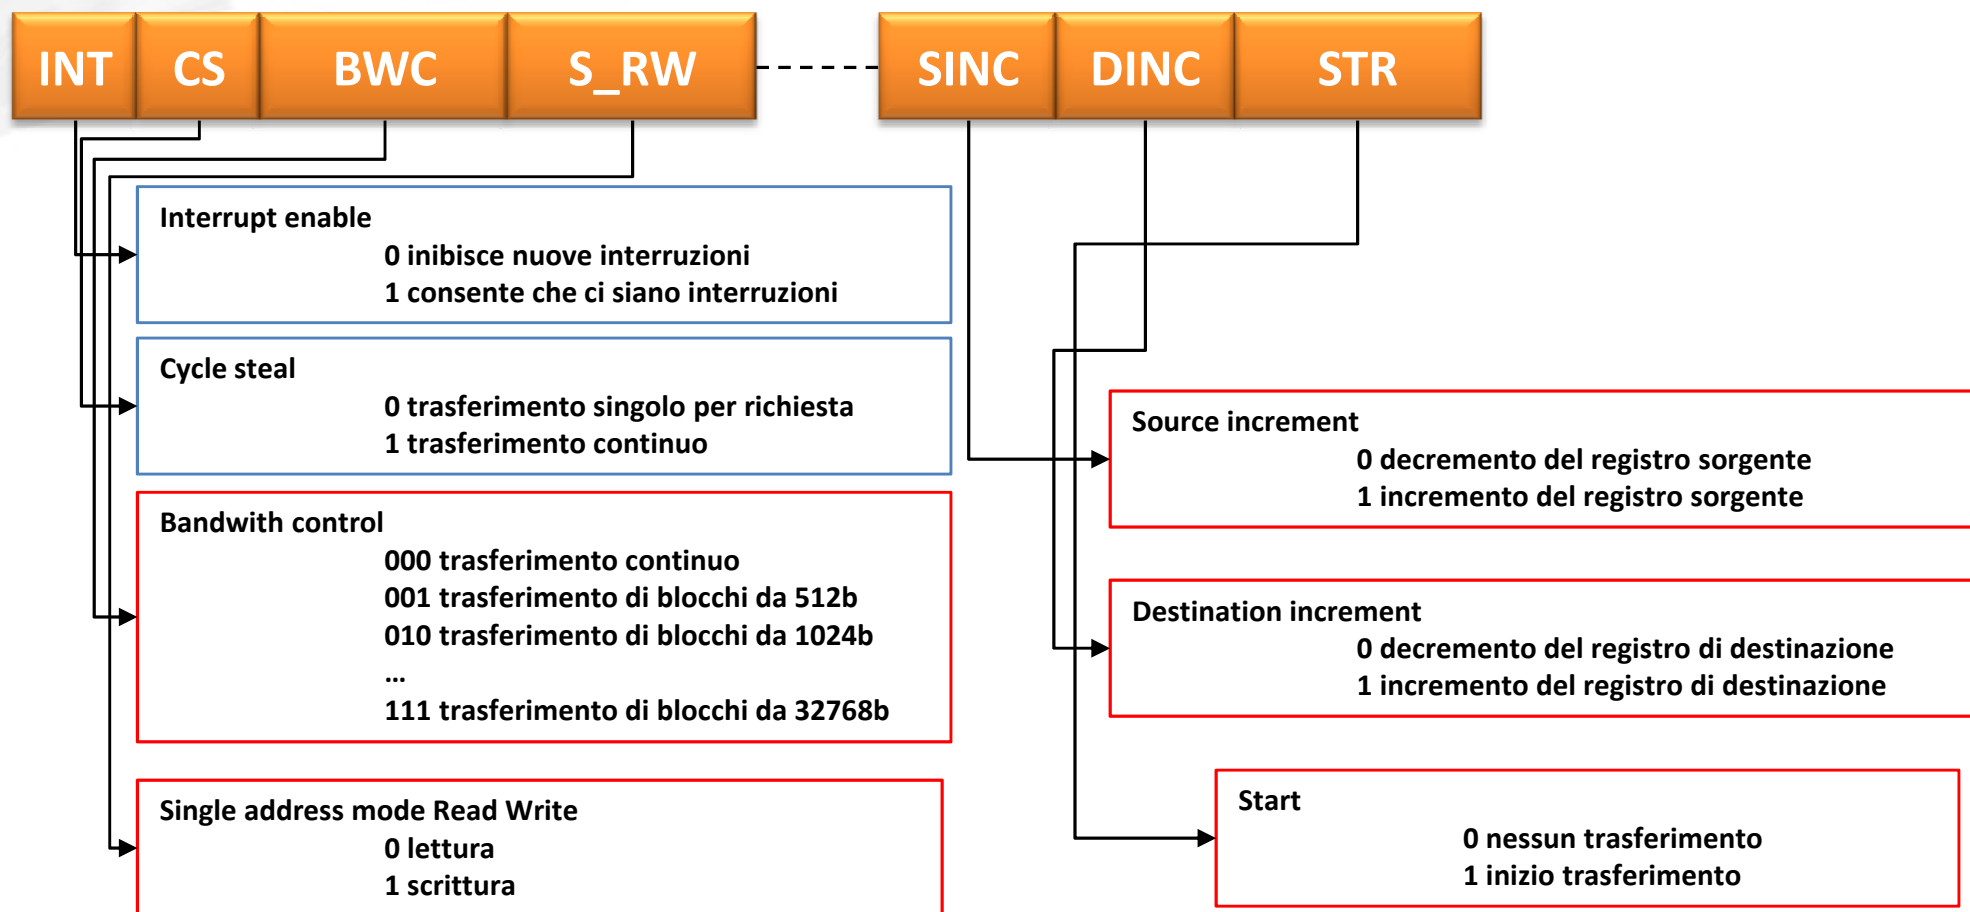 INT CS BWC S_RW SINC DINC STR
Interrupt enable
0 inibisce nuove interruzioni
1 consente che ci siano interruzioni
Cycle steal
0 trasferimento singolo per richiesta
1 trasferimento continuo
Bandwith control
000 trasferimento continuo
001 trasferimento di blocchi da 512b
010 trasferimento di blocchi da 1024b
...
111 trasferimento di blocchi da 32768b
Single address mode Read Write
0 lettura
1 scrittura
Source increment
0 decremento del registro sorgente
1 incremento del registro sorgente
Destination increment
0 decremento del registro di destinazione
1 incremento del registro di destinazione
Start
0 nessun trasferimento
1 inizio trasferimento